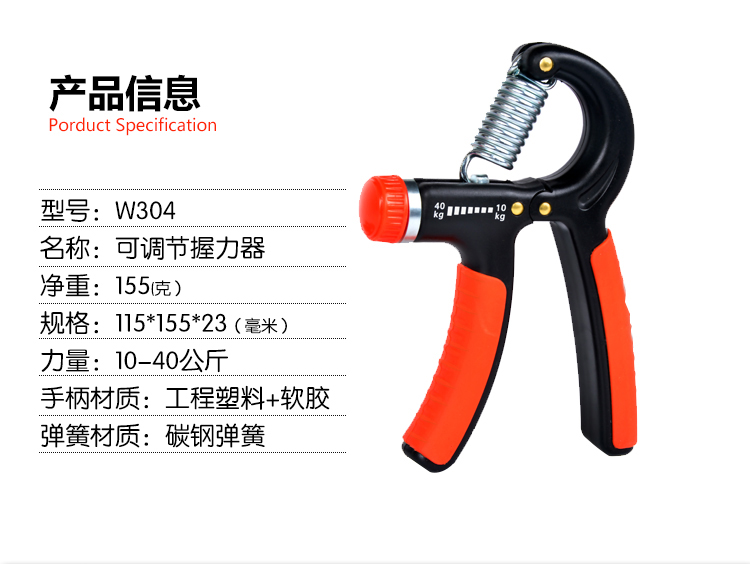 产品信息
Porduct Specification
型号：W304
名称：可调节握力器
净重：155(克）
规格：115*155*23（毫米）
力量：10-40公斤
手柄材质：工程塑料+软胶
弹簧材质：碳钢弹簧
40 10
kg kg